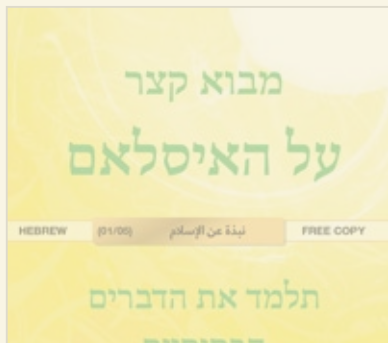 מבוא קצר
על האיסלאם
HEBREW (01/05) نبذة عن الإسلام FREE COPY
תלמד את הדברים